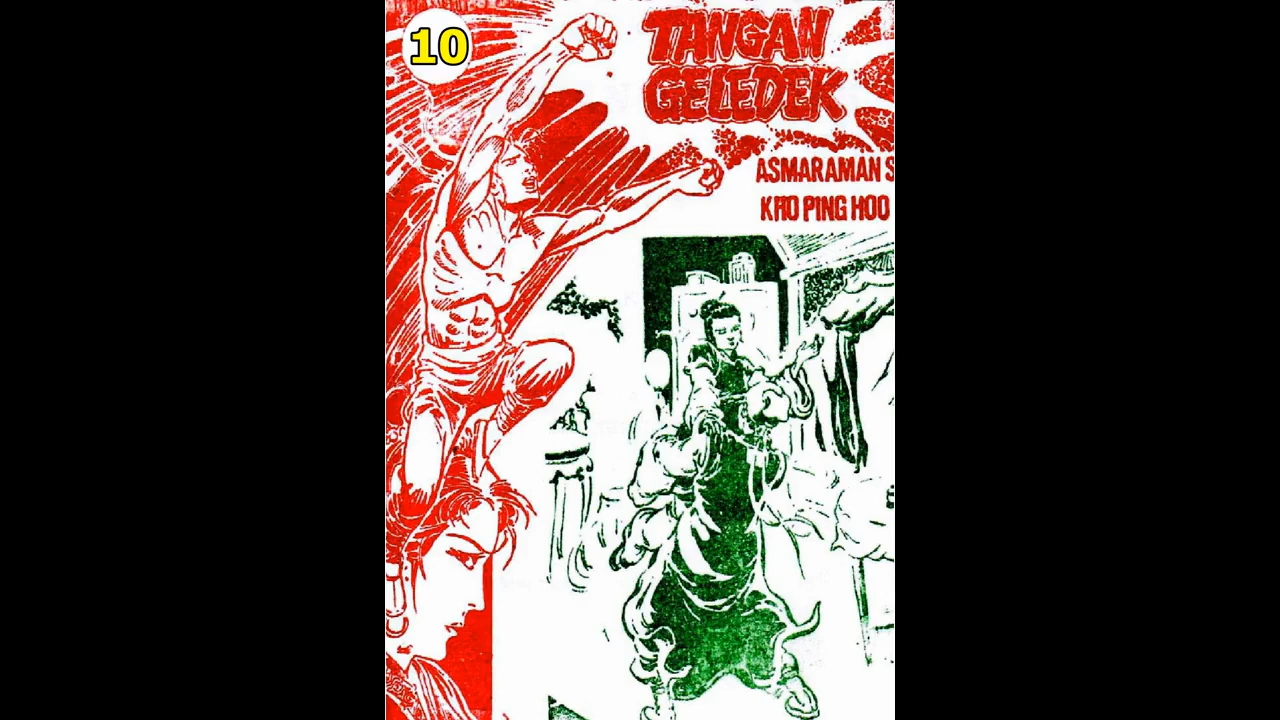 10
TANGAN
GELEDEK
ASMARAMAN S
KHO PING HOO